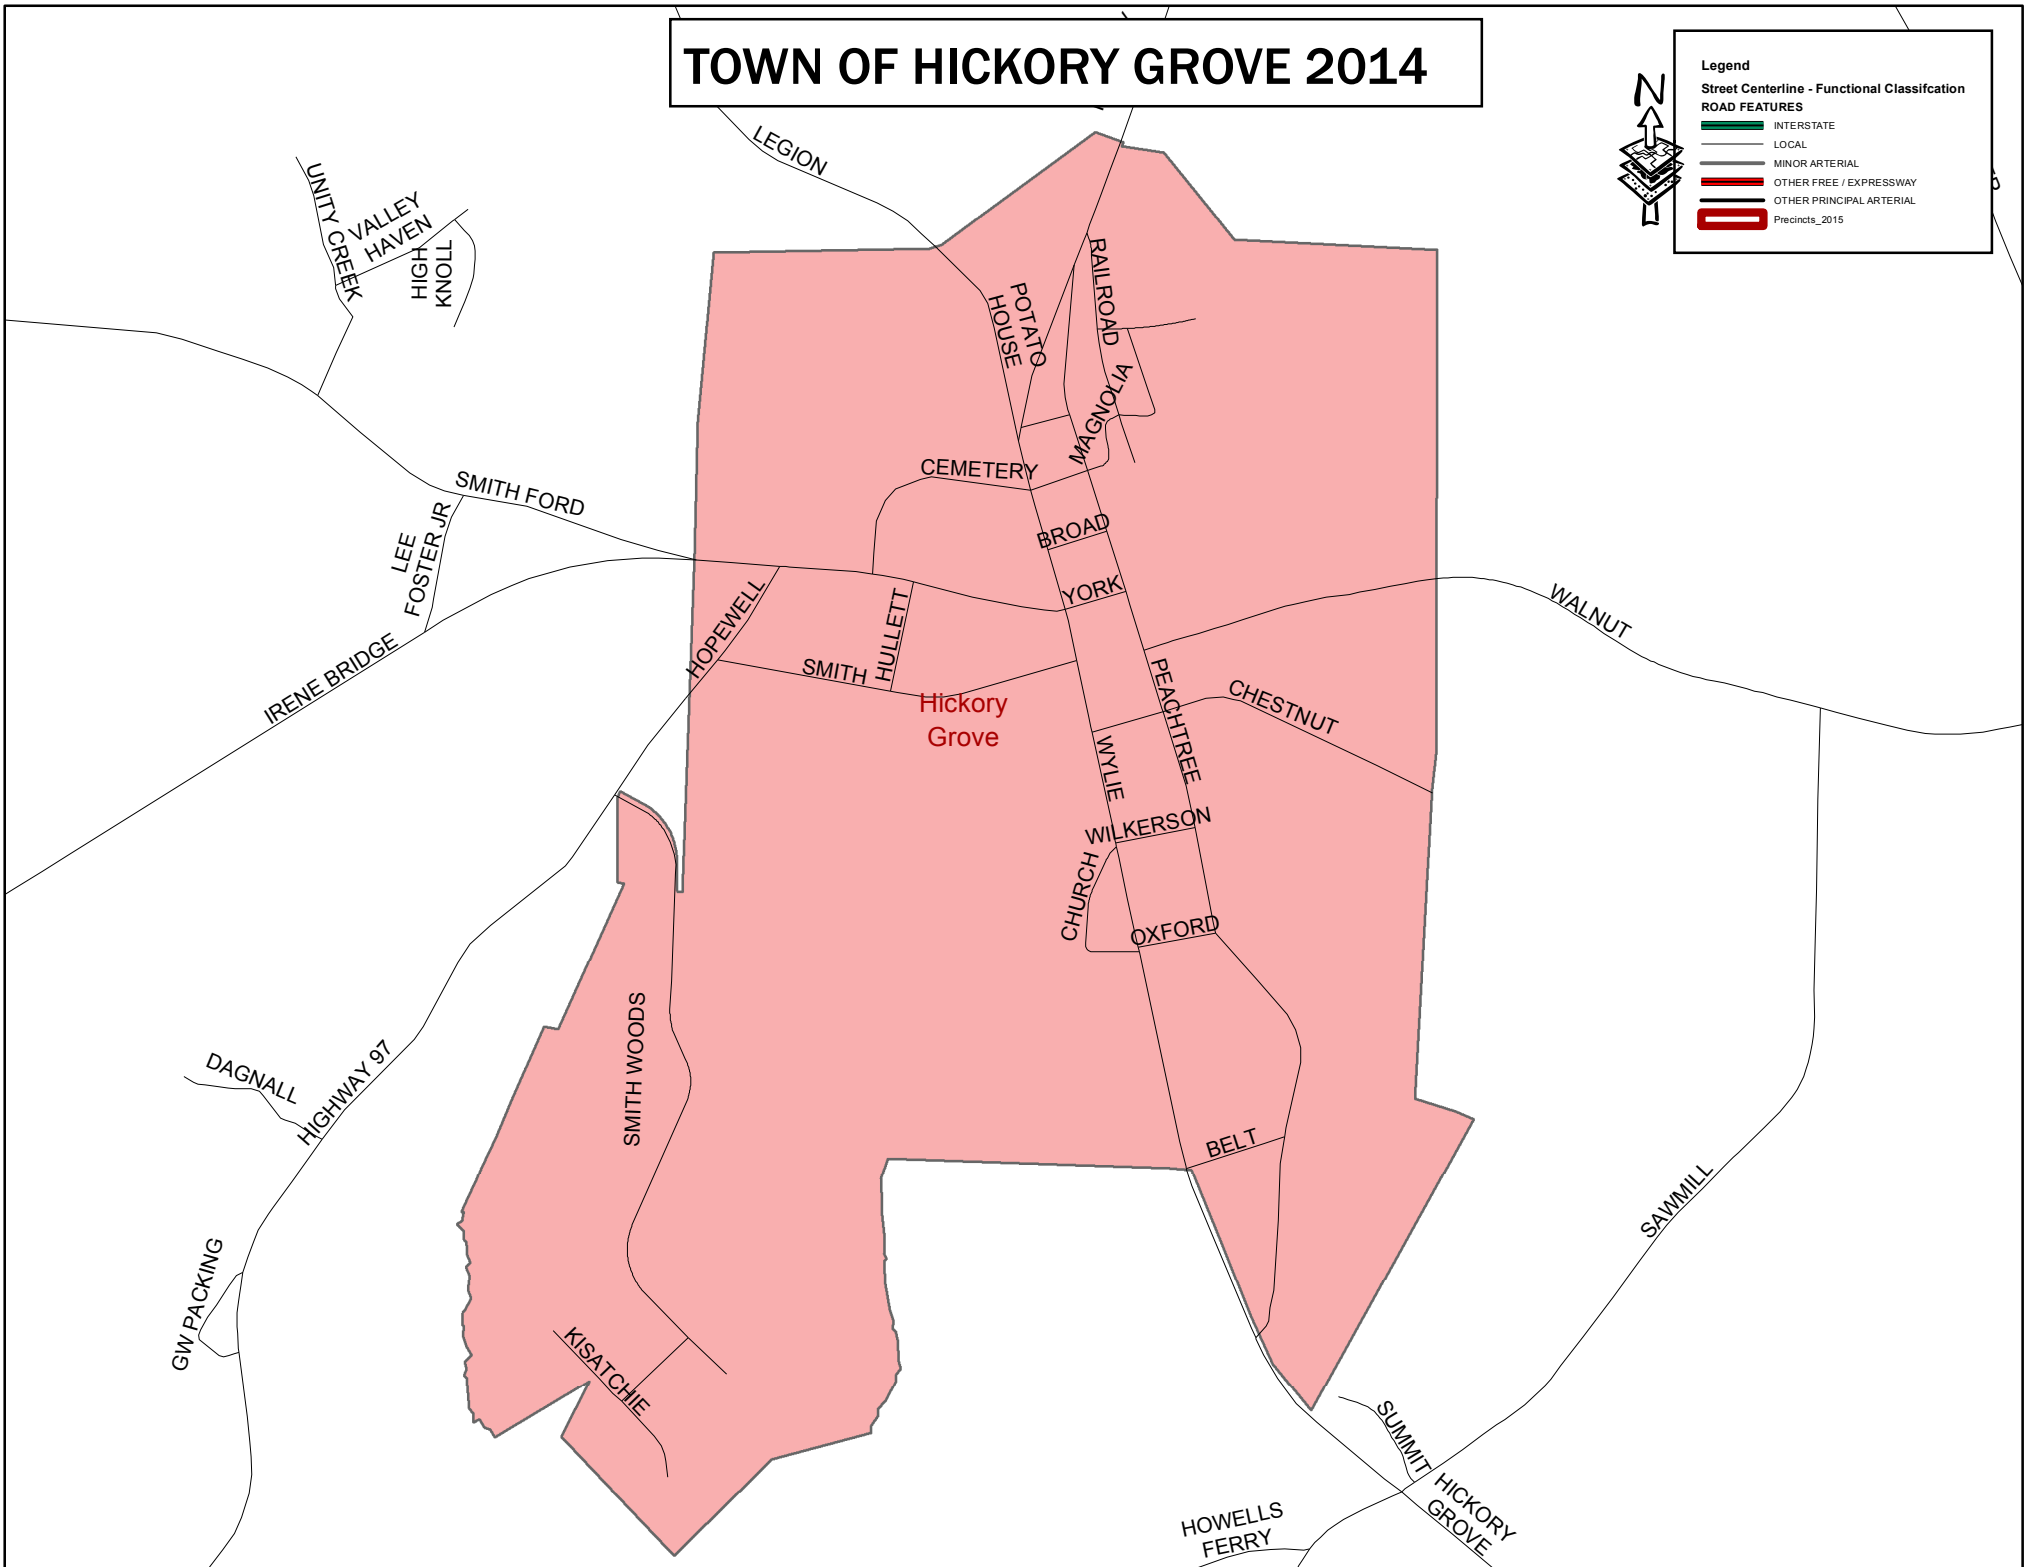 TOWN OF HICKORY GROVE 2014
Legend
Street Centerline - Functional Classifcation
ROAD FEATURES
INTERSTATE
LOCAL
MINOR ARTERIAL
OTHER FREE / EXPRESSWAY
OTHER PRINCIPAL ARTERIAL
Precincts_2015
N
LEGION
UNITY CREEK
VALLEY
HAVEN
HIGH
KNOLL
POTATO
HOUSE
RAILROAD
MAGNOLIA
CEMETERY
SMITH FORD
LEE
FOSTER JR
BROAD
YORK
HOPEWELL
HULLETT
SMITH
IRENE BRIDGE
WALNUT
PEACHTREE
CHESTNUT
Hickory
Grove
WYLIE
WILKERSON
CHURCH
OXFORD
SMITH WOODS
DAGNALL
HIGHWAY 97
BELT
SAWMILL
GW PACKING
KISATCHIE
SUMMIT
HICKORY
GROVE
HOWELLS
FERRY